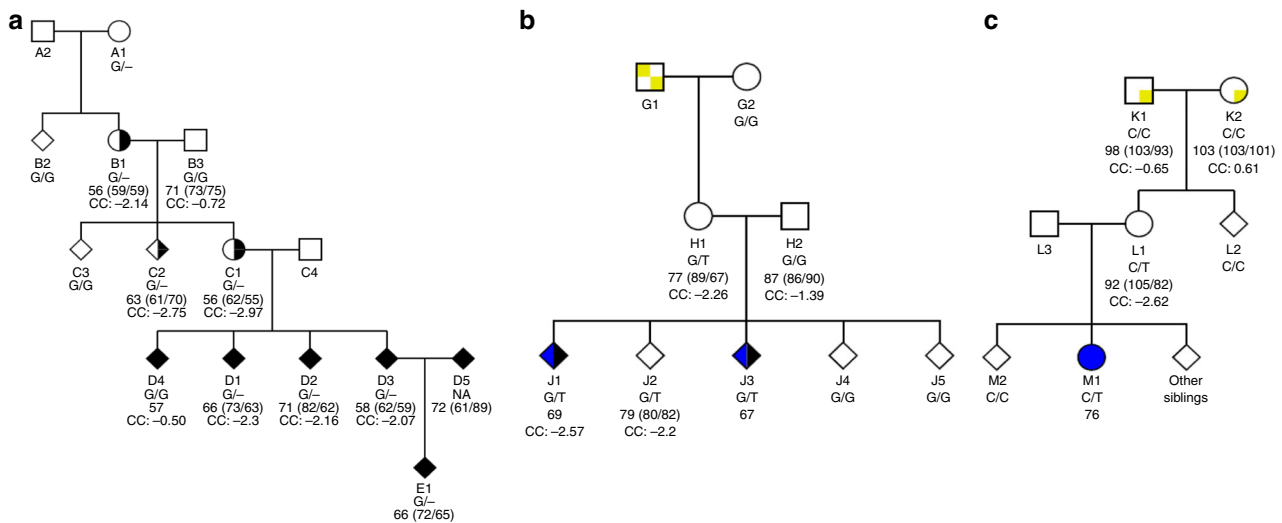 a
A2
A1
G/–
B2
G/G
B1
G/–
56 (59/59)
CC: –2.14
B3
G/G
71 (73/75)
CC: –0.72
C3
G/G
C2
G/–
63 (61/70)
CC: –2.75
C1
G/–
56 (62/55)
CC: –2.97
C4
D4
G/G
57
CC: –0.50
D1
G/–
66 (73/63)
CC: –2.3
D2
G/–
71 (82/62)
CC: –2.16
D3
G/–
58 (62/59)
CC: –2.07
D5
NA
72 (61/89)
E1
G/–
66 (72/65)
b
G1
G2
G/G
H1
G/T
77 (89/67)
CC: –2.26
H2
G/G
87 (86/90)
CC: –1.39
J1
G/T
69
CC: –2.57
J2
G/T
79 (80/82)
CC: –2.2
J3
G/T
67
J4
G/G
J5
G/G
c
K1
C/C
98 (103/93)
CC: –0.65
K2
C/C
103 (103/101)
CC: 0.61
L3
L1
C/T
92 (105/82)
CC: –2.62
L2
C/C
M2
C/C
M1
C/T
76
Other
siblings